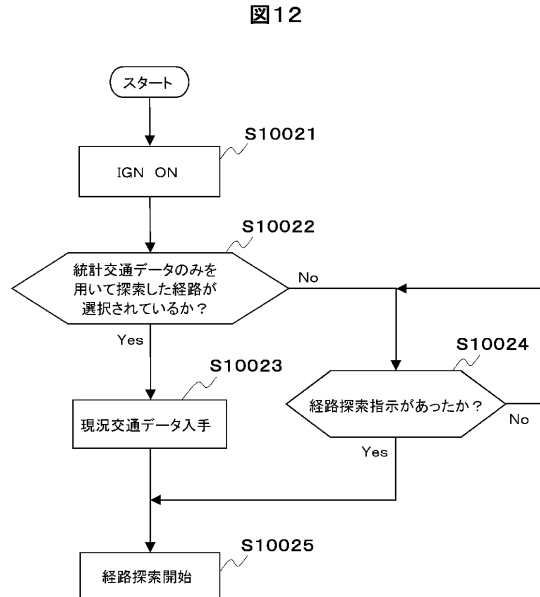 図12
スタート
S10021
IGN ON
S10022
統計交通データのみを
用いて探索した経路が
選択されているか？
No
Yes
S10023
現況交通データ入手
S10024
経路探索指示があったか？
No
Yes
S10025
経路探索開始